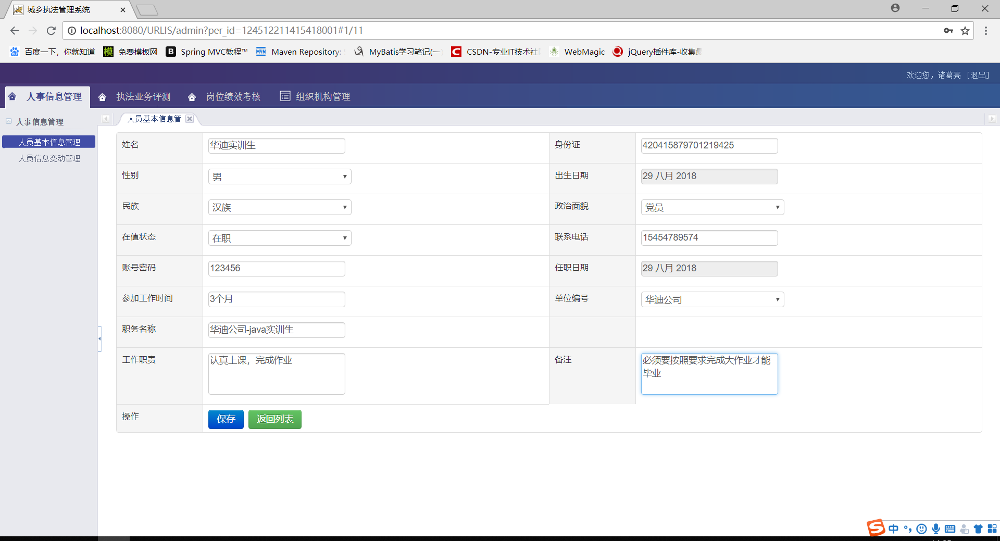 城乡执法管理系统
localhost:8080/URLIS/admin?per_id=124512211415418001#1/11
百度一下，你就知道 模 免费模板网 B Spring MVC教程™ MVN Maven Repository: MyBatis学习笔记(一) C CSDN-专业IT技术社 WebMagic jQuery插件库-收集最
欢迎您，诸葛亮 [退出]
人事信息管理 执法业务评测 岗位绩效考核 组织机构管理
人事信息管理 人员基本信息管
人员基本信息管理
人员信息变动管理
姓名 华迪实训生 身份证 420415879701219425
性别 男 出生日期 29 八月 2018
民族 汉族 政治面貌 党员
在值状态 在职 联系电话 15454789574
账号密码 123456 任职日期 29 八月 2018
参加工作时间 3个月 单位编号 华迪公司
职务名称 华迪公司-java实训生
工作职责 认真上课，完成作业 备注 必须要按照要求完成大作业才能
毕业
操作 保存 返回列表
S 中